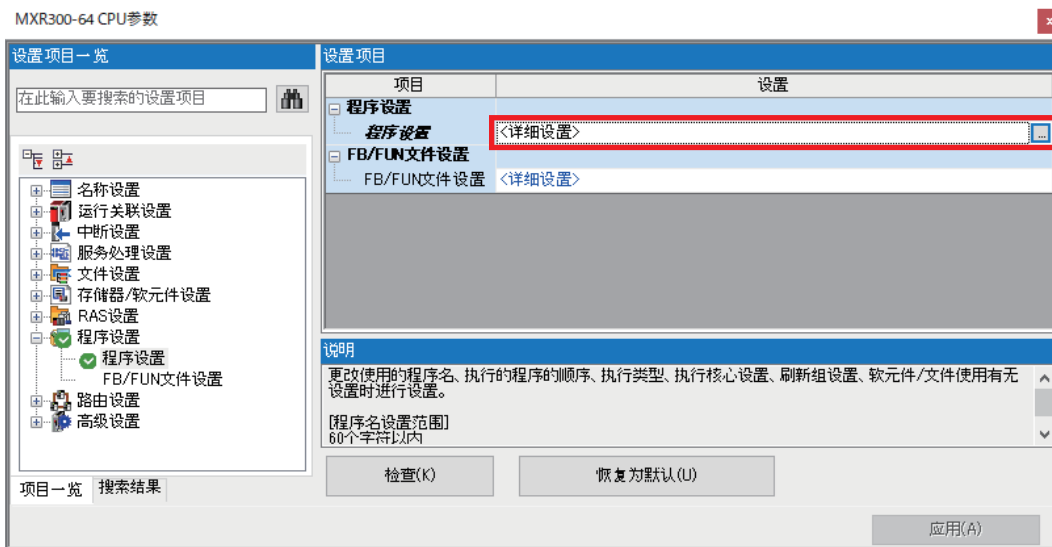 MXR300-64 CPU参数
设置项目一览
在此输入要搜索的设置项目
名称设置
运行关联设置
中断设置
服务处理设置
文件设置
存储器/软元件设置
RAS设置
程序设置
程序设置
FB/FUN文件设置
路由设置
高级设置
项目一览 搜索结果
设置项目
项目 设置
程序设置
程序设置 <详细设置> ...
FB/FUN文件设置
FB/FUN文件设置 <详细设置>
说明
更改使用的程序名、执行的程序的顺序、执行类型、执行核心设置、刷新组设置、软元件/文件使用有无
设置时进行设置。
[程序名设置范围]
60个字符以内
检查(K) 恢复为默认(U)
应用(A)